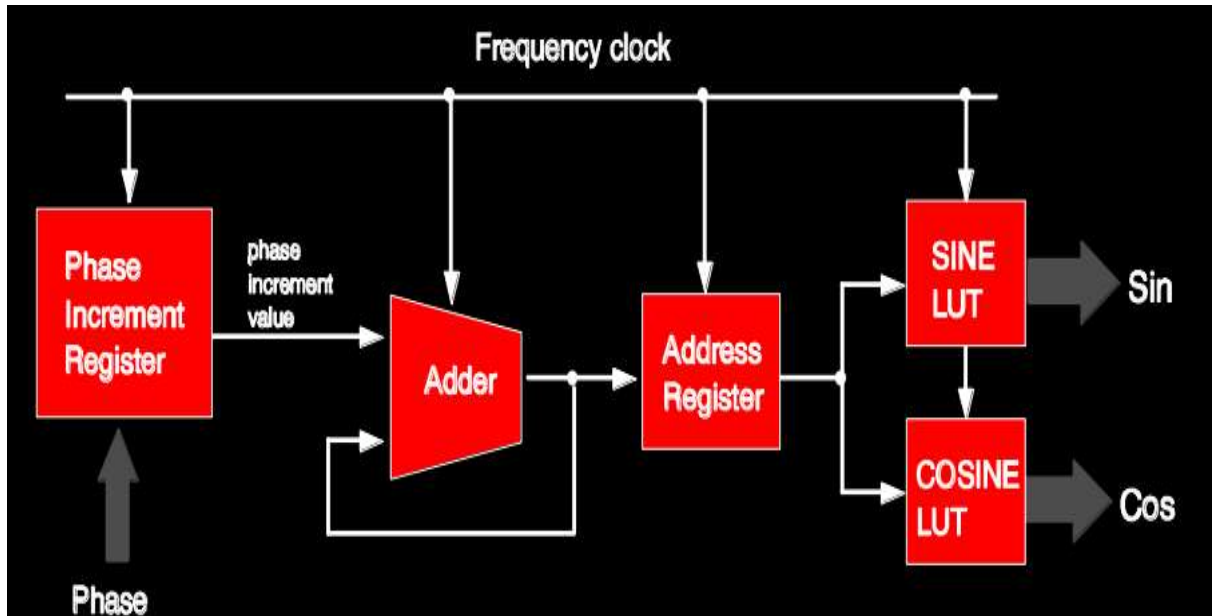 Frequency clock
Phase
Increment
Register
phase
increment
value
Adder
Address
Register
SINE
LUT
Sin
COSINE
LUT
Cos
Phase